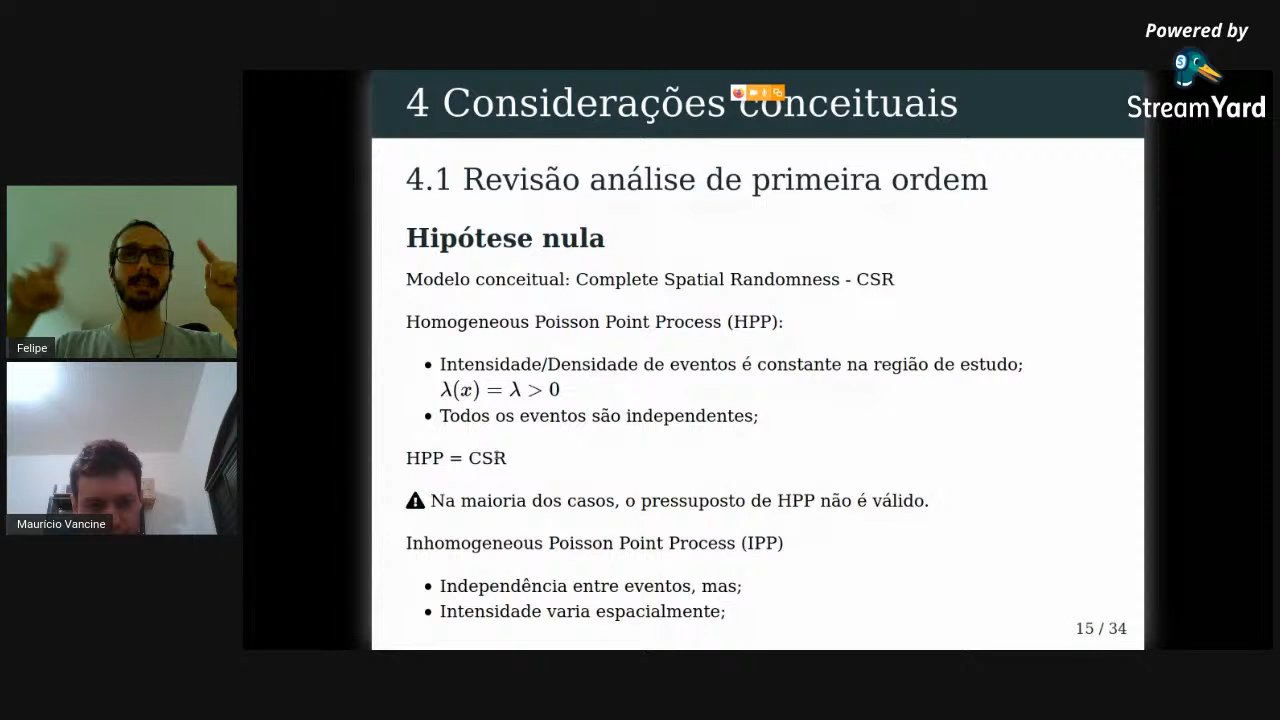 Powered by
StreamYard
4 Considerações conceituais
4.1 Revisão análise de primeira ordem
Hipótese nula
Modelo conceitual: Complete Spatial Randomness - CSR
Homogeneous Poisson Point Process (HPP):
• Intensidade/Densidade de eventos é constante na região de estudo;
λ(x) = λ > 0
• Todos os eventos são independentes;
HPP = CSR
Na maioria dos casos, o pressuposto de HPP não é válido.
Inhomogeneous Poisson Point Process (IPP)
• Independência entre eventos, mas;
• Intensidade varia espacialmente;
15 / 34
Felipe
Maurício Vancine